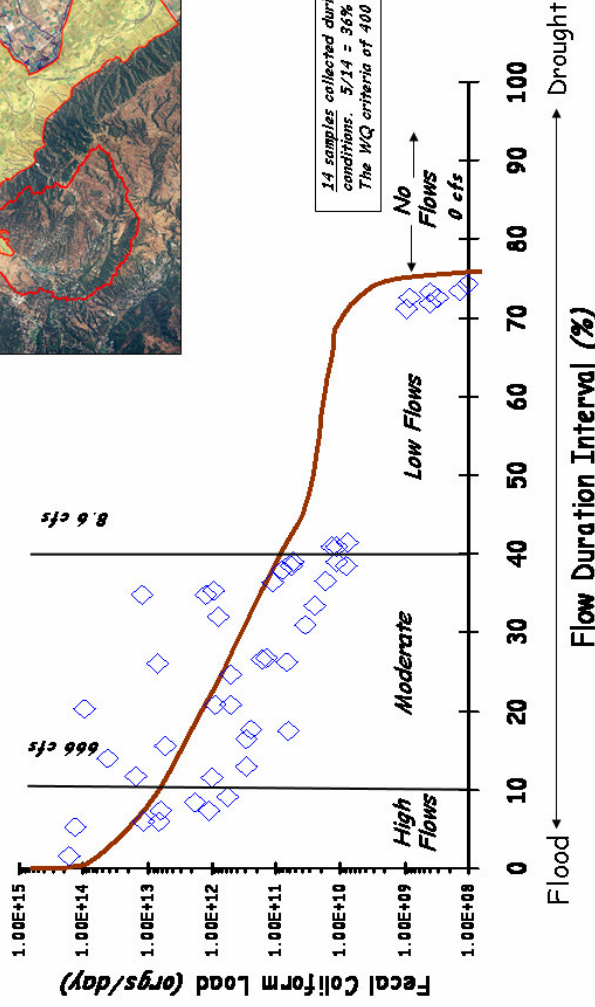 14 samples collected duri
conditions. 5/14 = 36%
The WQ criteria of 400
666 cfs
8.6 cfs
No
Flows
0 cfs
High
Flows
Moderate
Low Flows
Fecal Coliform Load (orgs/day)
1.00E+15
1.00E+14
1.00E+13
1.00E+12
1.00E+11
1.00E+10
1.00E+09
1.00E+08
0
10
20
30
40
50
60
70
80
90
100
Flood
Drought
Flow Duration Interval (%)